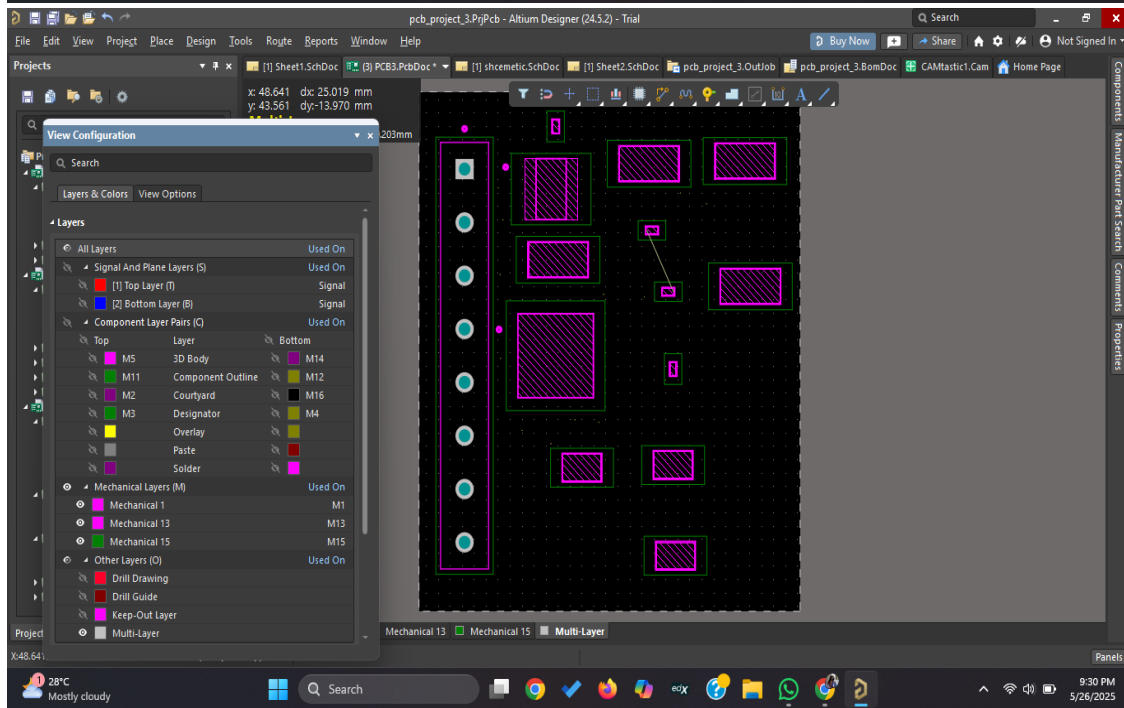 pcb_project_3.PrjPcb - Altium Designer (24.5.2) - Trial
Search
File Edit View Project Place Design Tools Route Reports Window Help
Buy Now Share Not Signed In
Projects
[1] Sheet1.SchDoc (3) PCB3.PcbDoc * [1] shcemetic.SchDoc [1] Sheet2.SchDoc pcb_project_3.OutJob pcb_project_3.BomDoc CAMtastic1.Cam Home Page
x: 48.641 dx: 25.019 mm
y: 43.561 dy:-13.970 mm
203mm
View Configuration
Search
Layers & Colors View Options
Layers
All Layers Used On
Signal And Plane Layers (S) Used On
[1] Top Layer (T) Signal
[2] Bottom Layer (B) Signal
Component Layer Pairs (C) Used On
Top Layer Bottom
M5 3D Body M14
M11 Component Outline M12
M2 Courtyard M16
M3 Designator M4
Overlay
Paste
Solder
Mechanical Layers (M) Used On
Mechanical 1 M1
Mechanical 13 M13
Mechanical 15 M15
Other Layers (O) Used On
Drill Drawing
Drill Guide
Keep-Out Layer
Multi-Layer
Components
Manufacturer Part Search
Comments
Properties
Project
Mechanical 13 Mechanical 15 Multi-Layer
X:48.641
Panels
1
28°C
Mostly cloudy
Search
edX
9:30 PM
5/26/2025